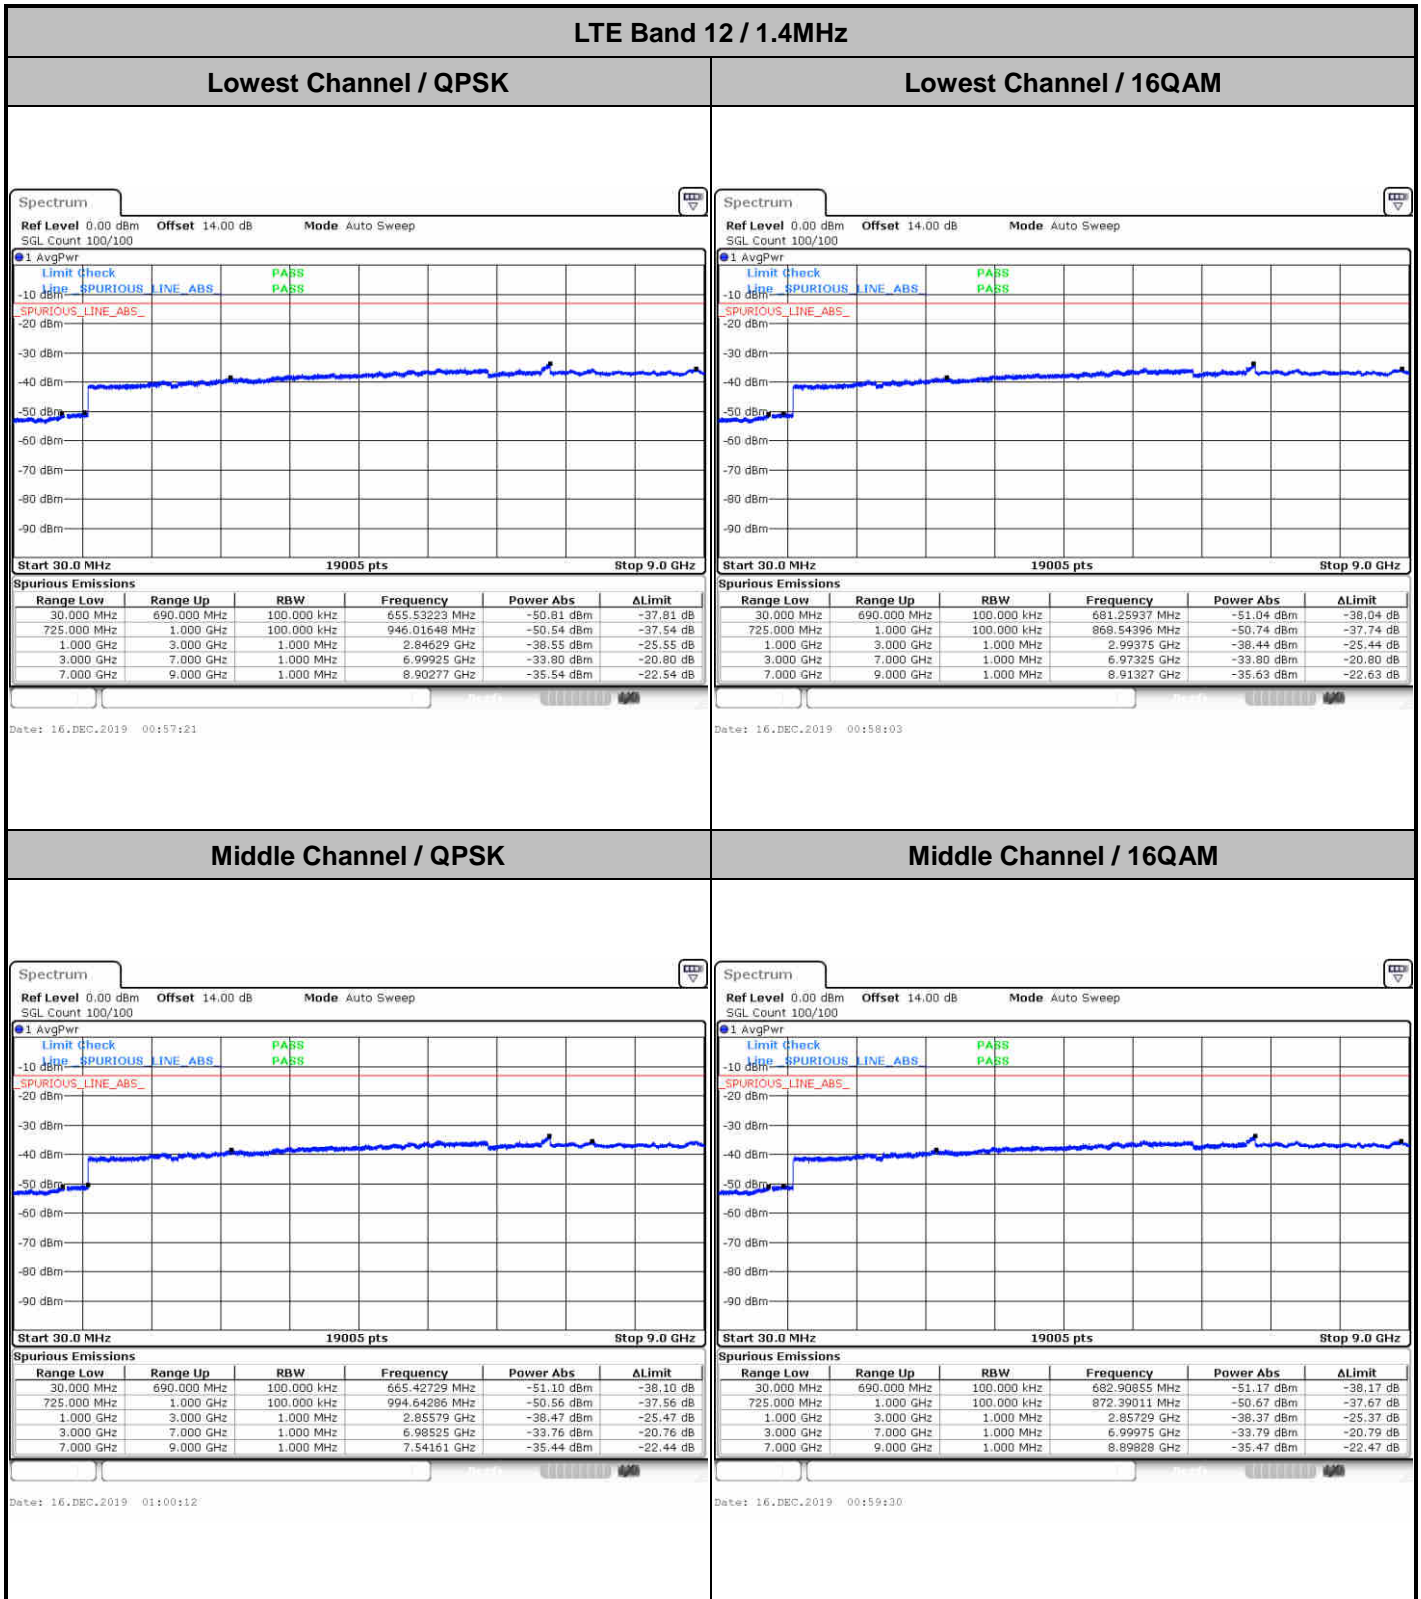 LTE Band 12 / 1.4MHz
Lowest Channel / QPSK
Lowest Channel / 16QAM
Spectrum
Ref Level 0.00 dBm Offset 14.00 dB Mode Auto Sweep
SGL Count 100/100
1 AvgPwr
Limit Check PASS
Line _SPURIOUS_LINE_ABS_ PASS
-10 dBm
_SPURIOUS_LINE_ABS_
-20 dBm
-30 dBm
-40 dBm
-50 dBm
-60 dBm
-70 dBm
-80 dBm
-90 dBm
Start 30.0 MHz 19005 pts Stop 9.0 GHz
Spurious Emissions
Range Low Range Up RBW Frequency Power Abs ΔLimit
30.000 MHz 690.000 MHz 100.000 kHz 655.53223 MHz -50.81 dBm -37.81 dB
725.000 MHz 1.000 GHz 100.000 kHz 946.01648 MHz -50.54 dBm -37.54 dB
1.000 GHz 3.000 GHz 1.000 MHz 2.84629 GHz -38.55 dBm -25.55 dB
3.000 GHz 7.000 GHz 1.000 MHz 6.99925 GHz -33.80 dBm -20.80 dB
7.000 GHz 9.000 GHz 1.000 MHz 8.90277 GHz -35.54 dBm -22.54 dB
Date: 16.DEC.2019 00:57:21
Spectrum
Ref Level 0.00 dBm Offset 14.00 dB Mode Auto Sweep
SGL Count 100/100
1 AvgPwr
Limit Check PASS
Line _SPURIOUS_LINE_ABS_ PASS
-10 dBm
_SPURIOUS_LINE_ABS_
-20 dBm
-30 dBm
-40 dBm
-50 dBm
-60 dBm
-70 dBm
-80 dBm
-90 dBm
Start 30.0 MHz 19005 pts Stop 9.0 GHz
Spurious Emissions
Range Low Range Up RBW Frequency Power Abs ΔLimit
30.000 MHz 690.000 MHz 100.000 kHz 681.25937 MHz -51.04 dBm -38.04 dB
725.000 MHz 1.000 GHz 100.000 kHz 868.54396 MHz -50.74 dBm -37.74 dB
1.000 GHz 3.000 GHz 1.000 MHz 2.99375 GHz -38.44 dBm -25.44 dB
3.000 GHz 7.000 GHz 1.000 MHz 6.97325 GHz -33.80 dBm -20.80 dB
7.000 GHz 9.000 GHz 1.000 MHz 8.91327 GHz -35.63 dBm -22.63 dB
Date: 16.DEC.2019 00:58:03
Middle Channel / QPSK
Middle Channel / 16QAM
Spectrum
Ref Level 0.00 dBm Offset 14.00 dB Mode Auto Sweep
SGL Count 100/100
1 AvgPwr
Limit Check PASS
Line _SPURIOUS_LINE_ABS_ PASS
-10 dBm
_SPURIOUS_LINE_ABS_
-20 dBm
-30 dBm
-40 dBm
-50 dBm
-60 dBm
-70 dBm
-80 dBm
-90 dBm
Start 30.0 MHz 19005 pts Stop 9.0 GHz
Spurious Emissions
Range Low Range Up RBW Frequency Power Abs ΔLimit
30.000 MHz 690.000 MHz 100.000 kHz 665.42729 MHz -51.10 dBm -38.10 dB
725.000 MHz 1.000 GHz 100.000 kHz 994.64286 MHz -50.56 dBm -37.56 dB
1.000 GHz 3.000 GHz 1.000 MHz 2.85579 GHz -38.47 dBm -25.47 dB
3.000 GHz 7.000 GHz 1.000 MHz 6.98525 GHz -33.76 dBm -20.76 dB
7.000 GHz 9.000 GHz 1.000 MHz 7.54161 GHz -35.44 dBm -22.44 dB
Date: 16.DEC.2019 01:00:12
Spectrum
Ref Level 0.00 dBm Offset 14.00 dB Mode Auto Sweep
SGL Count 100/100
1 AvgPwr
Limit Check PASS
Line _SPURIOUS_LINE_ABS_ PASS
-10 dBm
_SPURIOUS_LINE_ABS_
-20 dBm
-30 dBm
-40 dBm
-50 dBm
-60 dBm
-70 dBm
-80 dBm
-90 dBm
Start 30.0 MHz 19005 pts Stop 9.0 GHz
Spurious Emissions
Range Low Range Up RBW Frequency Power Abs ΔLimit
30.000 MHz 690.000 MHz 100.000 kHz 682.90855 MHz -51.17 dBm -38.17 dB
725.000 MHz 1.000 GHz 100.000 kHz 872.39011 MHz -50.67 dBm -37.67 dB
1.000 GHz 3.000 GHz 1.000 MHz 2.85729 GHz -38.37 dBm -25.37 dB
3.000 GHz 7.000 GHz 1.000 MHz 6.99975 GHz -33.79 dBm -20.79 dB
7.000 GHz 9.000 GHz 1.000 MHz 8.89828 GHz -35.47 dBm -22.47 dB
Date: 16.DEC.2019 00:59:30